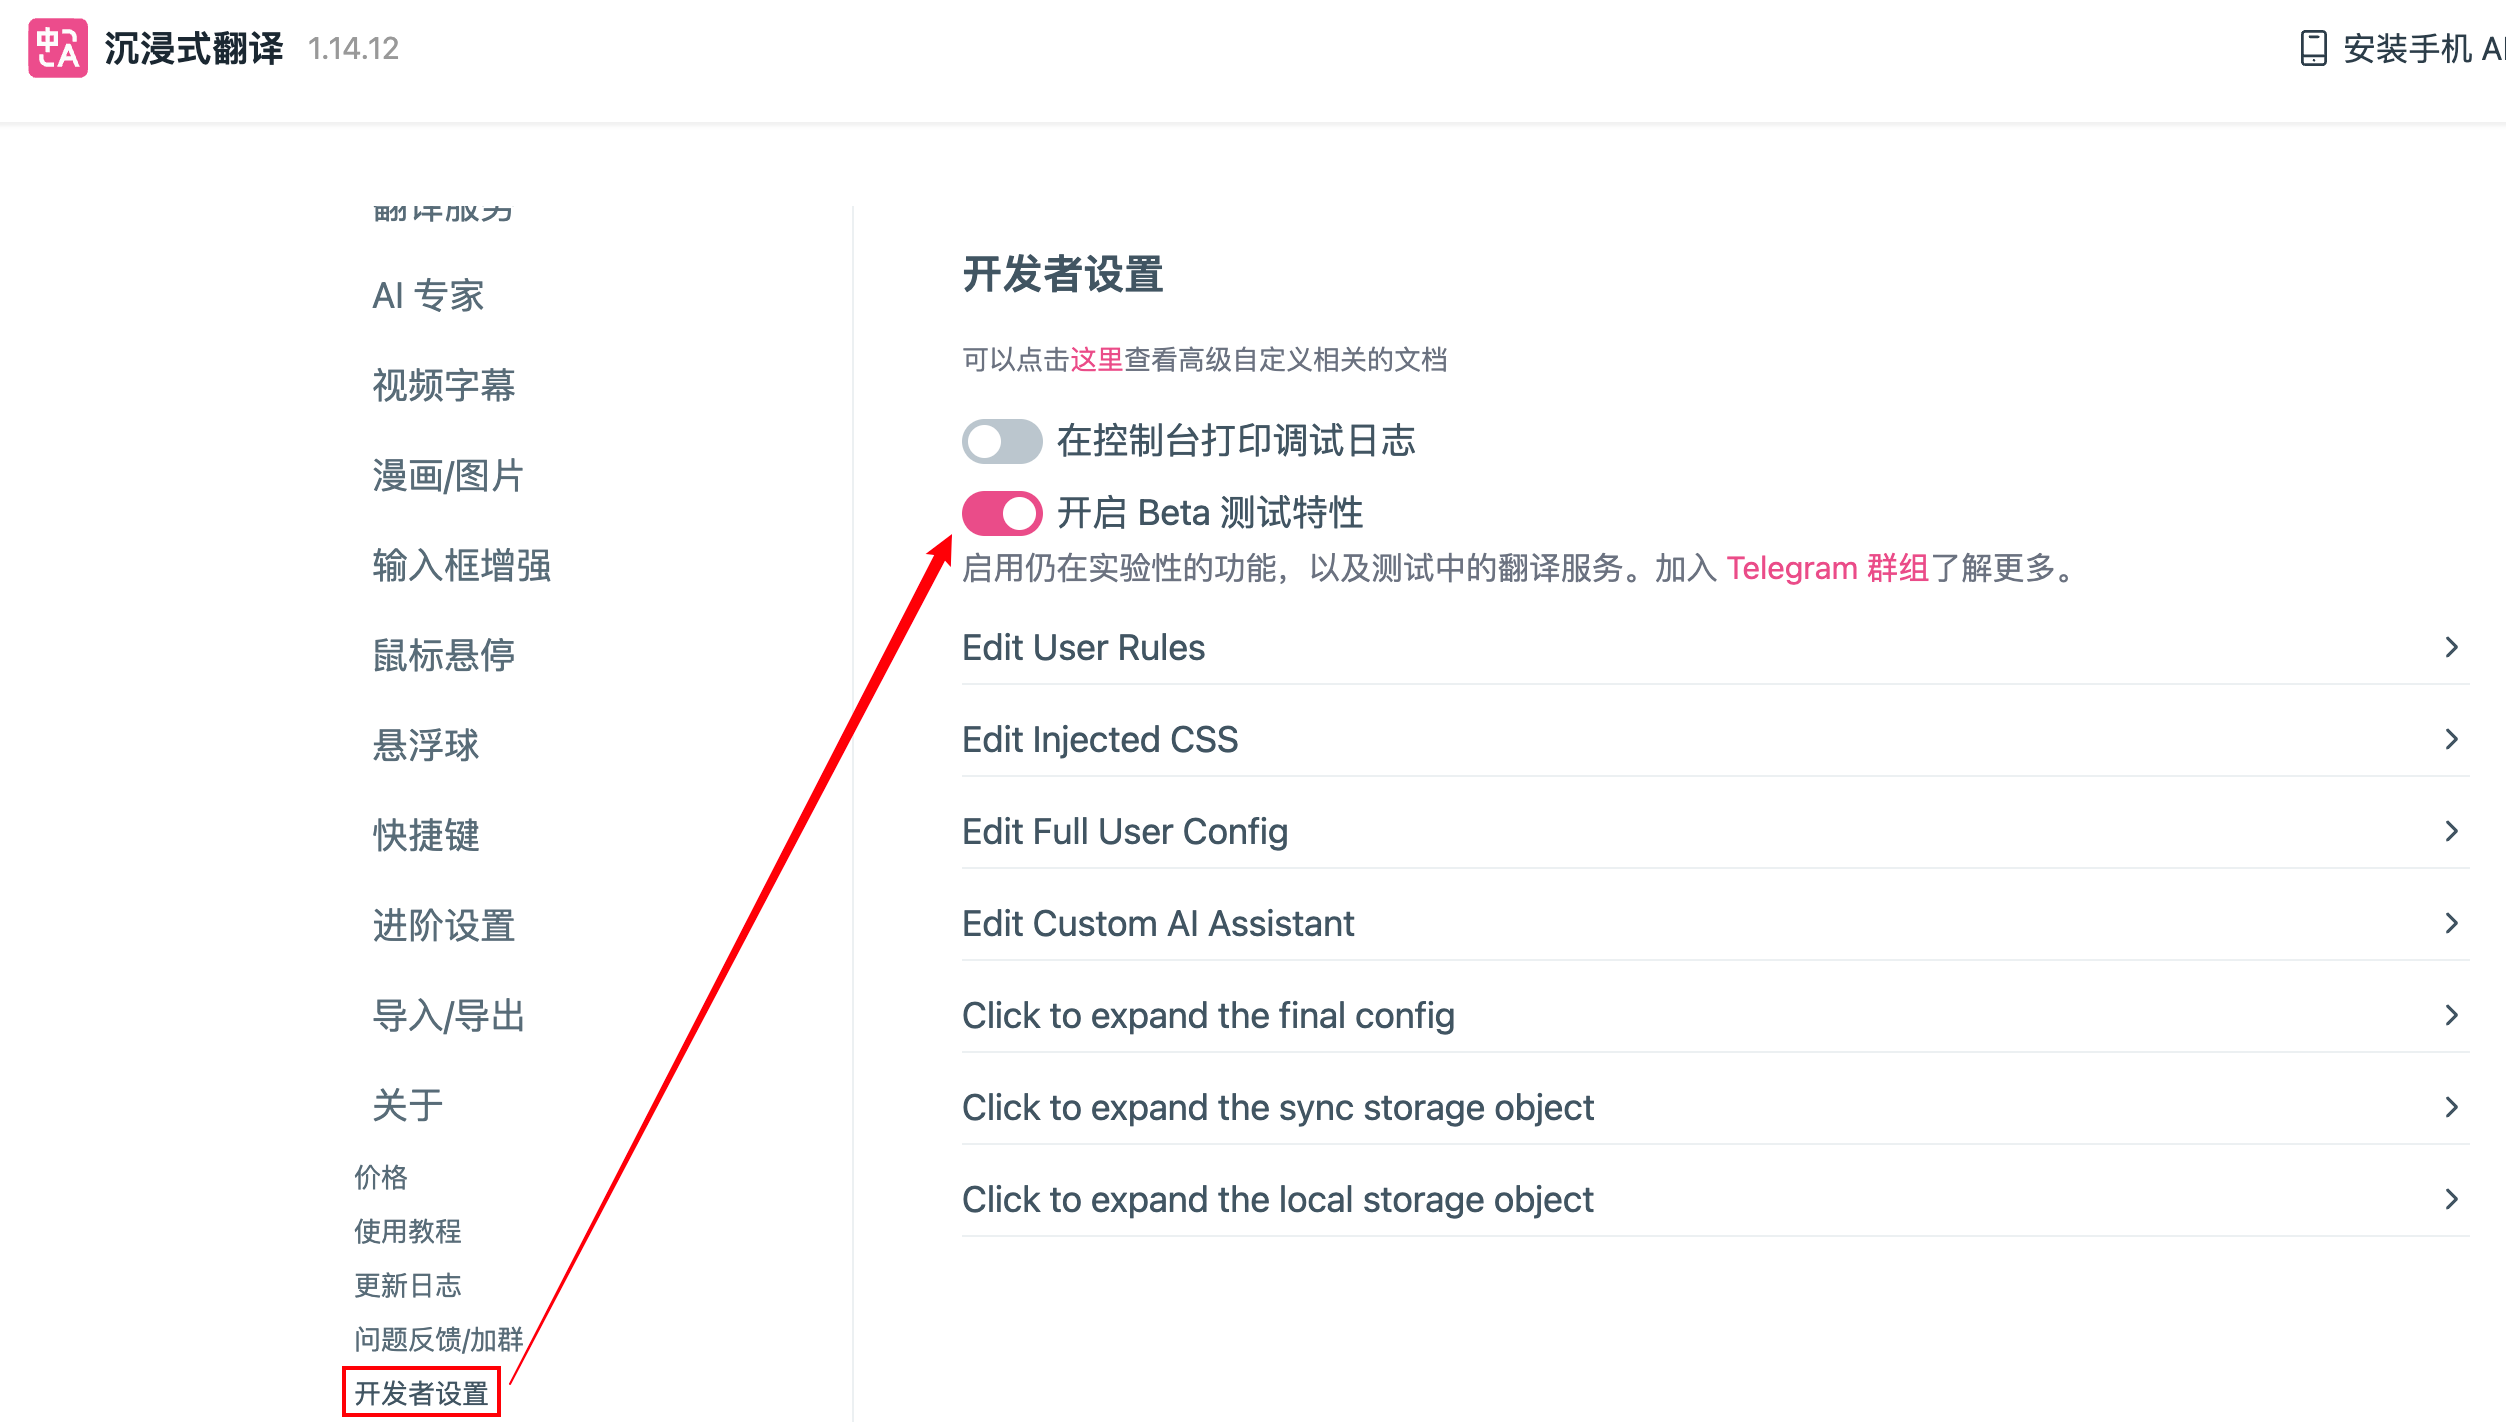 沉浸式翻译 1.14.12
安装手机
翻译服务
AI 专家
视频字幕
漫画/图片
输入框增强
鼠标悬停
悬浮球
快捷键
进阶设置
导入/导出
关于
价格
使用教程
更新日志
问题反馈/加群
开发者设置
开发者设置
可以点击这里查看高级自定义相关的文档
在控制台打印调试日志
开启 Beta 测试特性
启用仍在实验性的功能，以及测试中的翻译服务。加入 Telegram 群组了解更多。
Edit User Rules
Edit Injected CSS
Edit Full User Config
Edit Custom AI Assistant
Click to expand the final config
Click to expand the sync storage object
Click to expand the local storage object